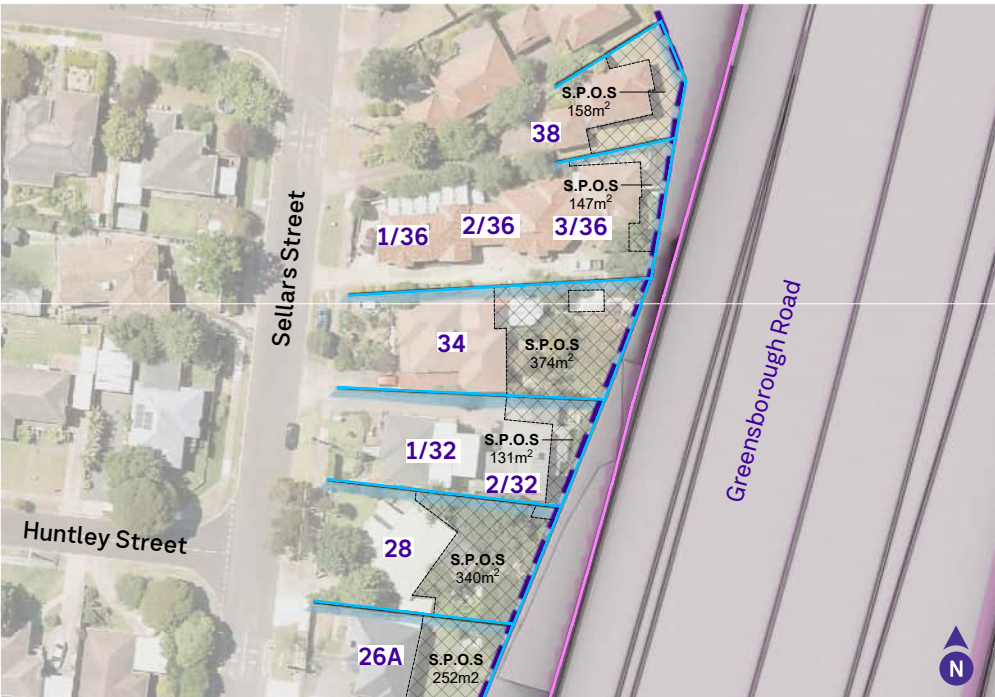 S.P.O.S
158m²
38
S.P.O.S
147m²
1/36
2/36
3/36
Sellars Street
34
S.P.O.S
374m²
Greensborough Road
1/32
S.P.O.S
131m²
2/32
Huntley Street
28
S.P.O.S
340m²
26A
S.P.O.S
252m2
N